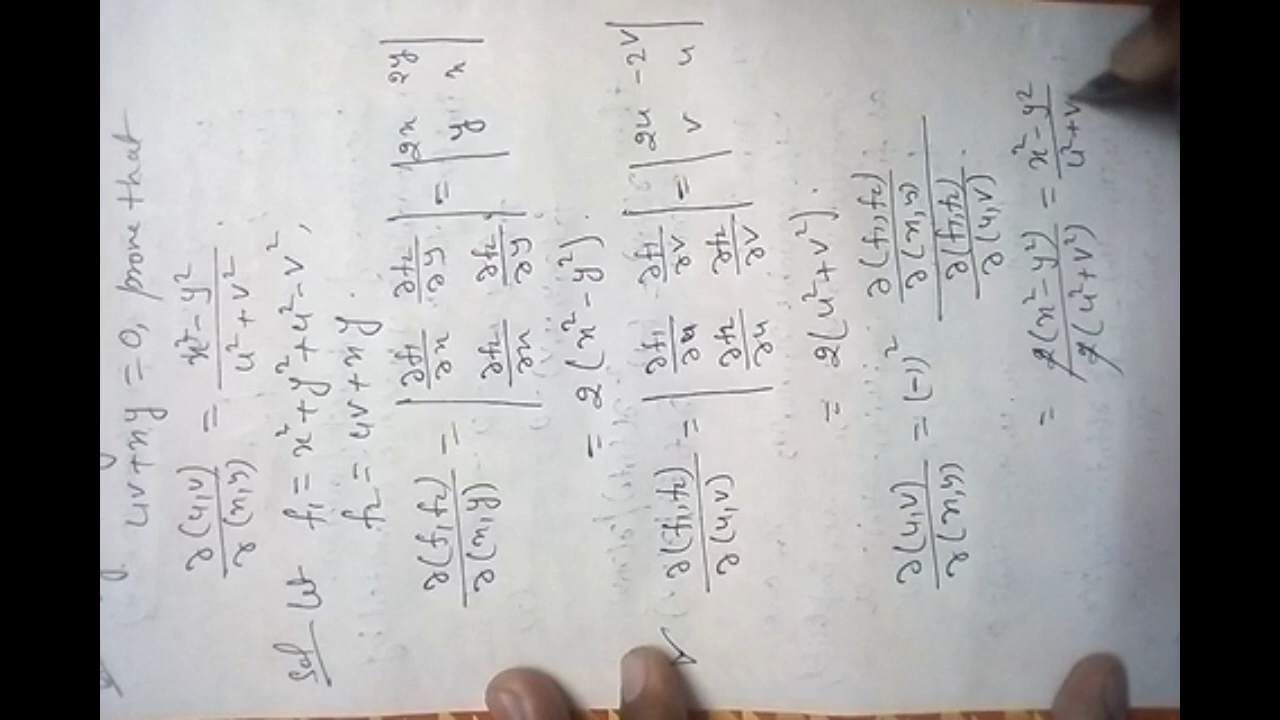 uv + xy = 0, prove that
∂(u,v)/∂(x,y) = x² - y² / u² + v²
Sol Let f₁ = x² + y² + u² - v²,
f₂ = uv + xy.
∂(f₁,f₂)/∂(x,y) = | ∂f₁/∂x ∂f₂/∂y ; ∂f₂/∂x ∂f₂/∂y | = | 2x 2y ; y x |
= 2(x² - y²)
∂(f₁,f₂)/∂(u,v) = | ∂f₁/∂u ∂f₁/∂v ; ∂f₂/∂u ∂f₂/∂v | = | 2u -2v ; v u |
= 2(u² + v²).
∂(u,v)/∂(x,y) = (-1)² ∂(f₁,f₂)/∂(x,y) / ∂(f₁,f₂)/∂(u,v).
= 2(x² - y²) / 2(u² + v²) = x² - y² / u² + v